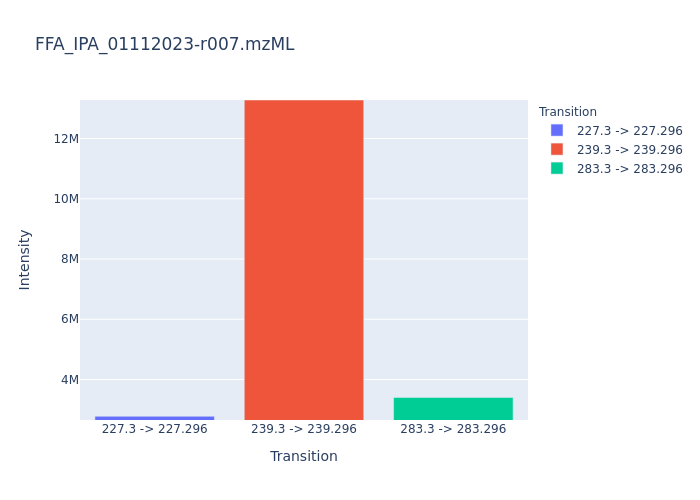 FFA_IPA_01112023-r007.mzML
Transition
227.3 -> 227.296
239.3 -> 239.296
283.3 -> 283.296
12M
10M
8M
6M
4M
Intensity
227.3 -> 227.296
239.3 -> 239.296
283.3 -> 283.296
Transition